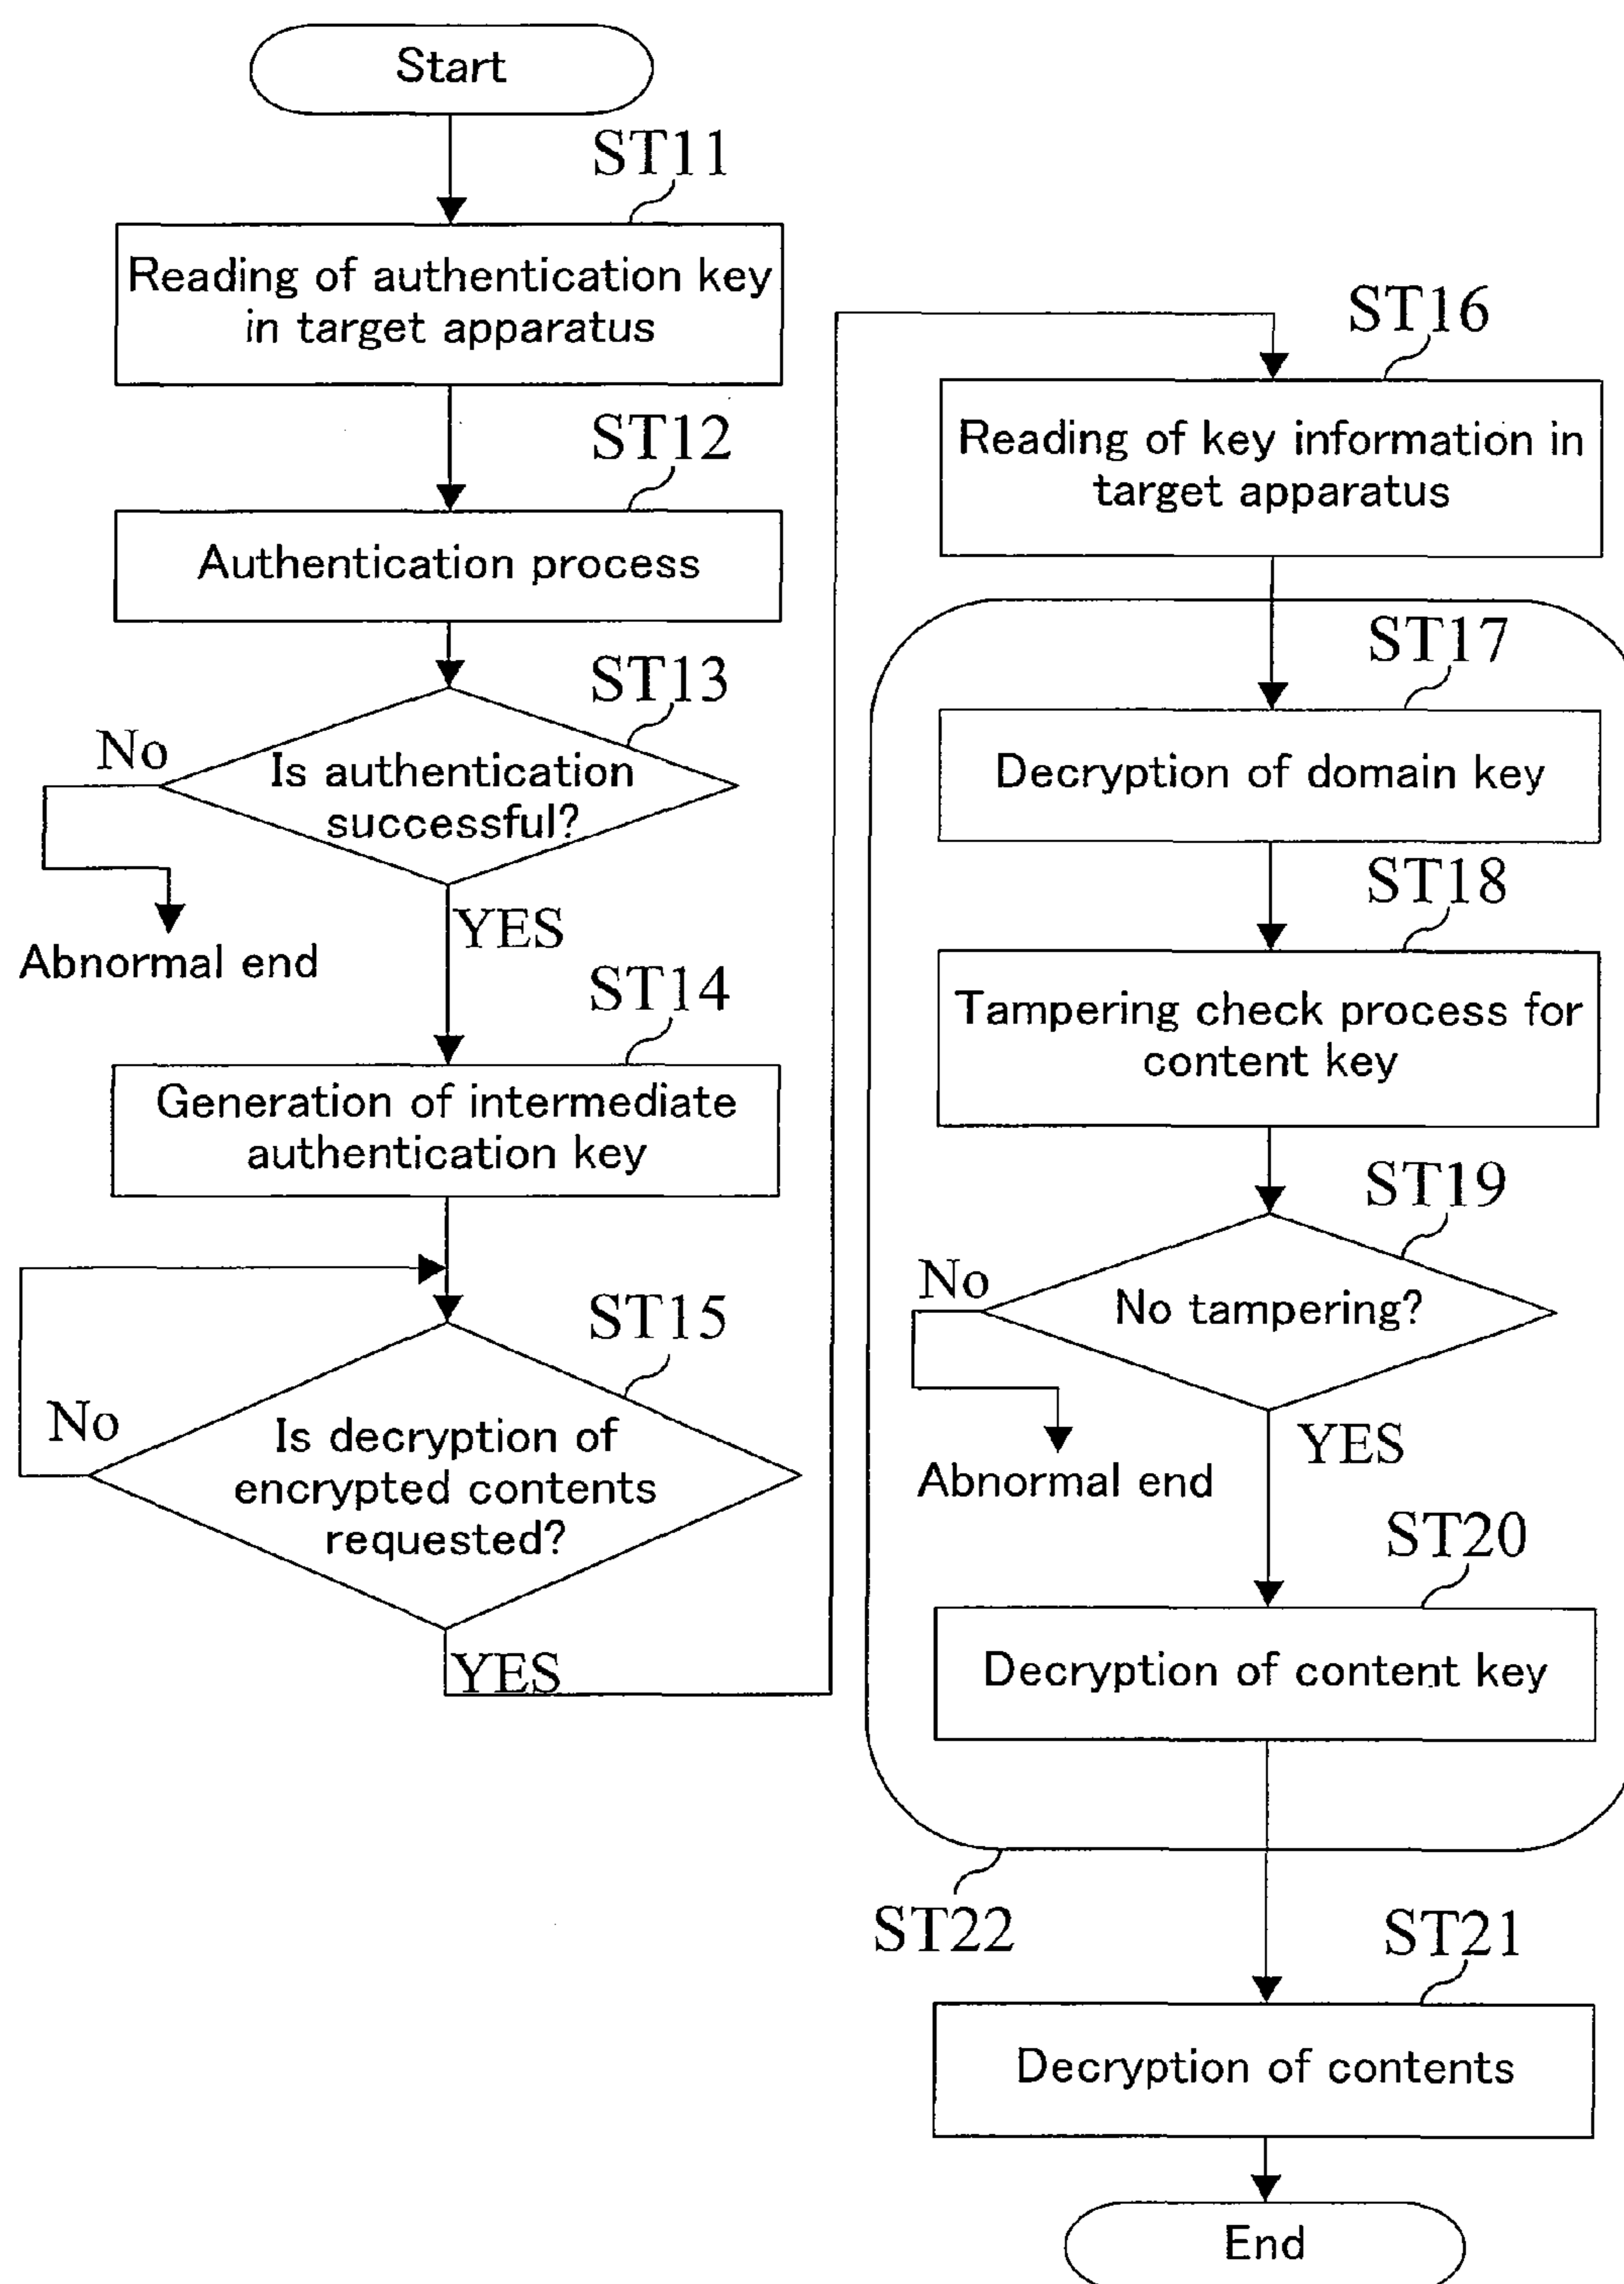 Start
ST11
Reading of authentication key
in target apparatus
ST12
Authentication process
ST13
No
Is authentication
successful?
YES
Abnormal end
ST14
Generation of intermediate
authentication key
ST15
No
Is decryption of
encrypted contents
requested?
YES
ST16
Reading of key information in
target apparatus
ST17
Decryption of domain key
ST18
Tampering check process for
content key
ST19
No
No tampering?
YES
Abnormal end
ST20
Decryption of content key
ST22
ST21
Decryption of contents
End